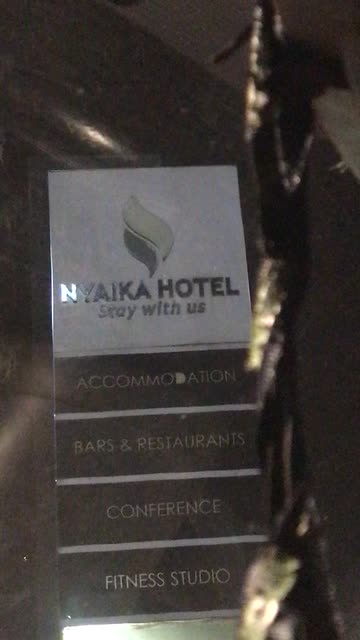 NYAIKA HOTEL
Stay with us
ACCOMMODATION
BARS & RESTAURANTS
CONFERENCE
FITNESS STUDIO